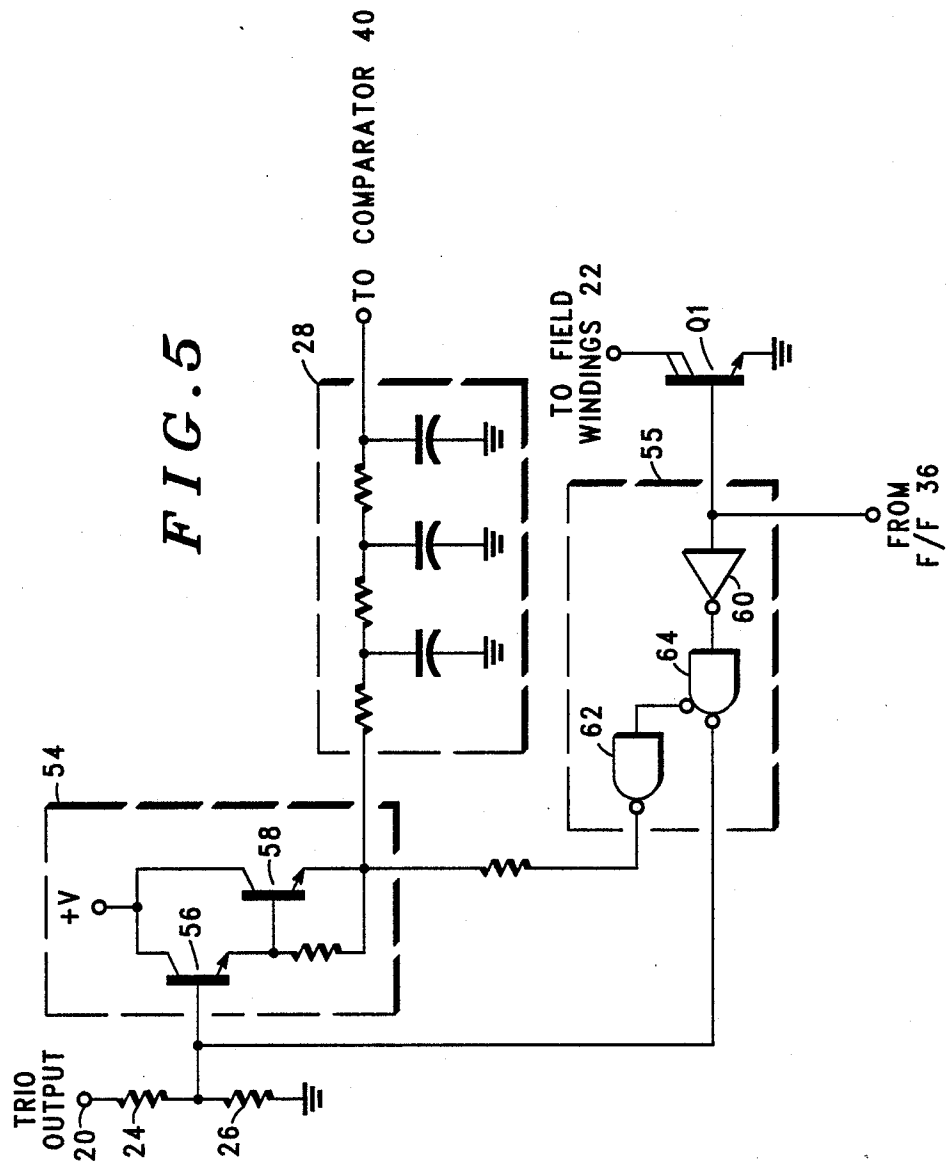 FIG.5
TRIO
OUTPUT
20
24
26
+V
54
56
58
28
TO COMPARATOR 40
TO FIELD
WINDINGS 22
Q1
55
62
64
60
FROM
F/F 36